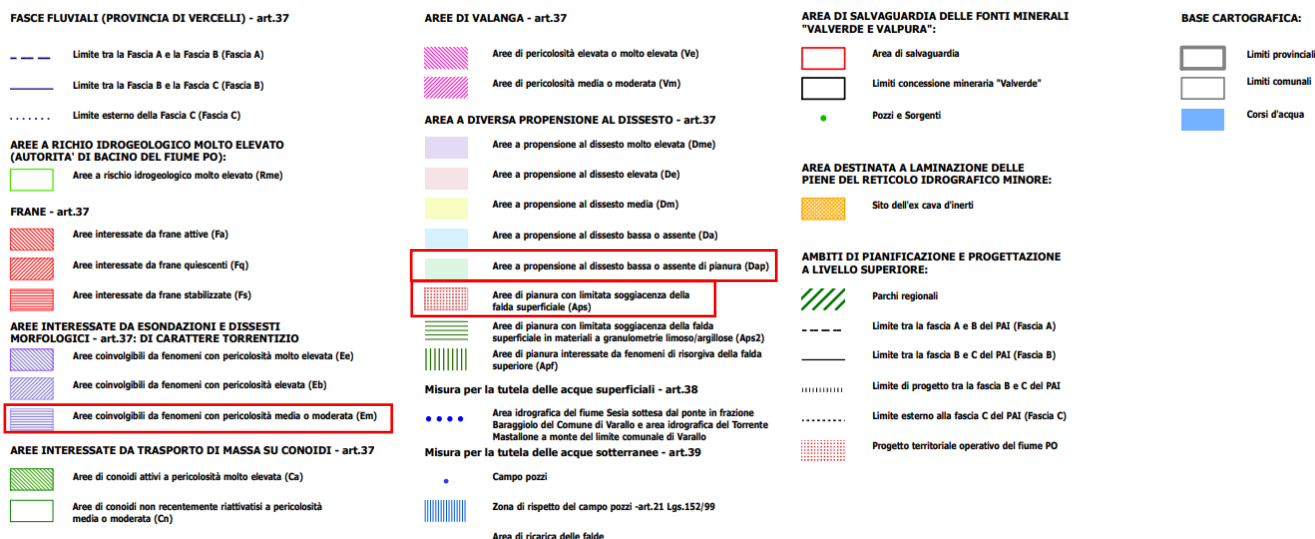 FASCE FLUVIALI (PROVINCIA DI VERCELLI) - art.37
Limite tra la Fascia A e la Fascia B (Fascia A)
Limite tra la Fascia B e la Fascia C (Fascia B)
Limite esterno della Fascia C (Fascia C)
AREE A RICHIO IDROGEOLOGICO MOLTO ELEVATO
(AUTORITA' DI BACINO DEL FIUME PO):
Aree a rischio idrogeologico molto elevato (Rme)
FRANE - art.37
Aree interessate da frane attive (Fa)
Aree interessate da frane quiescenti (Fq)
Aree interessate da frane stabilizzate (Fs)
AREE INTERESSATE DA ESONDAZIONI E DISSESTI
MORFOLOGICI - art.37: DI CARATTERE TORRENTIZIO
Aree coinvolgibili da fenomeni con pericolosità molto elevata (Ee)
Aree coinvolgibili da fenomeni con pericolosità elevata (Eb)
Aree coinvolgibili da fenomeni con pericolosità media o moderata (Em)
AREE INTERESSATE DA TRASPORTO DI MASSA SU CONOIDI - art.37
Aree di conoidi attivi a pericolosità molto elevata (Ca)
Aree di conoidi non recentemente riattivatisi a pericolosità
media o moderata (Cn)
AREE DI VALANGA - art.37
Aree di pericolosità elevata o molto elevata (Ve)
Aree di pericolosità media o moderata (Vm)
AREA A DIVERSA PROPENSIONE AL DISSESTO - art.37
Aree a propensione al dissesto molto elevata (Dme)
Aree a propensione al dissesto elevata (De)
Aree a propensione al dissesto media (Dm)
Aree a propensione al dissesto bassa o assente (Da)
Aree a propensione al dissesto bassa o assente di pianura (Dap)
Aree di pianura con limitata soggiacenza della
falda superficiale (Aps)
Aree di pianura con limitata soggiacenza della falda
superficiale in materiali a granulometrie limoso/argillose (Aps2)
Aree di pianura interessate da fenomeni di risorgiva della falda
superiore (Apf)
Misura per la tutela delle acque superficiali - art.38
Area idrografica del fiume Sesia sottesa dal ponte in frazione
Baraggiolo del Comune di Varallo e area idrografica del Torrente
Mastallone a monte del limite comunale di Varallo
Misura per la tutela delle acque sotterranee - art.39
Campo pozzi
Zona di rispetto del campo pozzi -art.21 Lgs.152/99
Area di ricarica delle falde
AREA DI SALVAGUARDIA DELLE FONTI MINERALI
"VALVERDE E VALPURA":
Area di salvaguardia
Limiti concessione mineraria "Valverde"
Pozzi e Sorgenti
AREA DESTINATA A LAMINAZIONE DELLE
PIENE DEL RETICOLO IDROGRAFICO MINORE:
Sito dell'ex cava d'inerti
AMBITI DI PIANIFICAZIONE E PROGETTAZIONE
A LIVELLO SUPERIORE:
Parchi regionali
Limite tra la fascia A e B del PAI (Fascia A)
Limite tra la fascia B e C del PAI (Fascia B)
Limite di progetto tra la fascia B e C del PAI
Limite esterno alla fascia C del PAI (Fascia C)
Progetto territoriale operativo del fiume PO
BASE CARTOGRAFICA:
Limiti provinciali
Limiti comunali
Corsi d'acqua